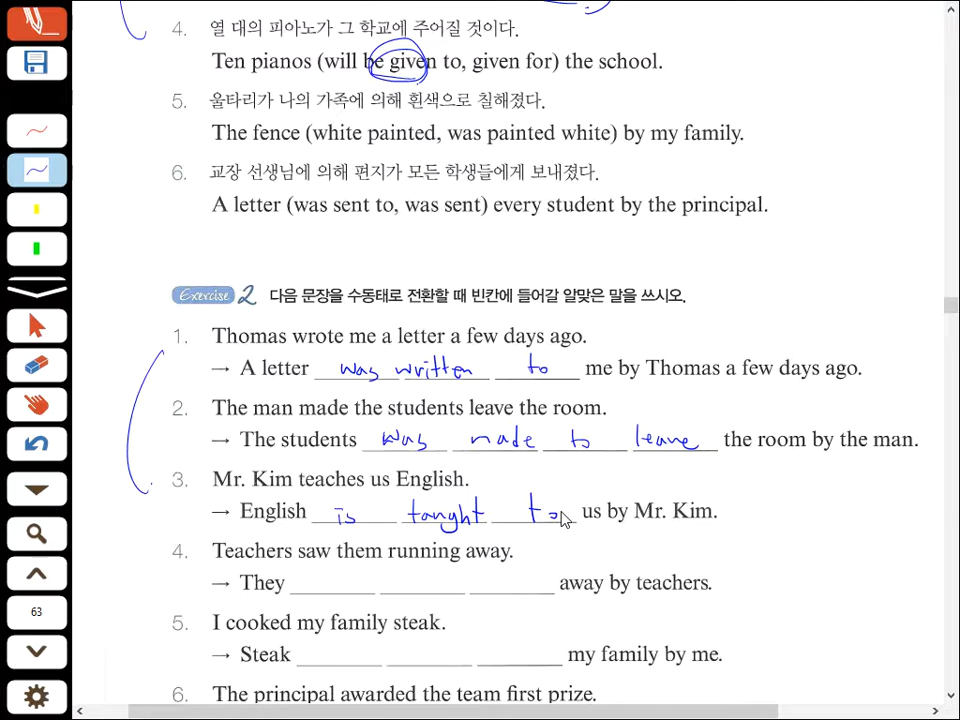 4. 열 대의 피아노가 그 학교에 주어질 것이다.
Ten pianos (will be given to, given for) the school.
5. 울타리가 나의 가족에 의해 흰색으로 칠해졌다.
The fence (white painted, was painted white) by my family.
6. 교장 선생님에 의해 편지가 모든 학생들에게 보내졌다.
A letter (was sent to, was sent) every student by the principal.
Exercise 2 다음 문장을 수동태로 전환할 때 빈칸에 들어갈 알맞은 말을 쓰시오.
1. Thomas wrote me a letter a few days ago.
→ A letter was written to me by Thomas a few days ago.
2. The man made the students leave the room.
→ The students was made to leave the room by the man.
3. Mr. Kim teaches us English.
→ English is taught to us by Mr. Kim.
4. Teachers saw them running away.
→ They ______ ______ ______ away by teachers.
5. I cooked my family steak.
→ Steak ______ ______ ______ my family by me.
63
6. The principal awarded the team first prize.